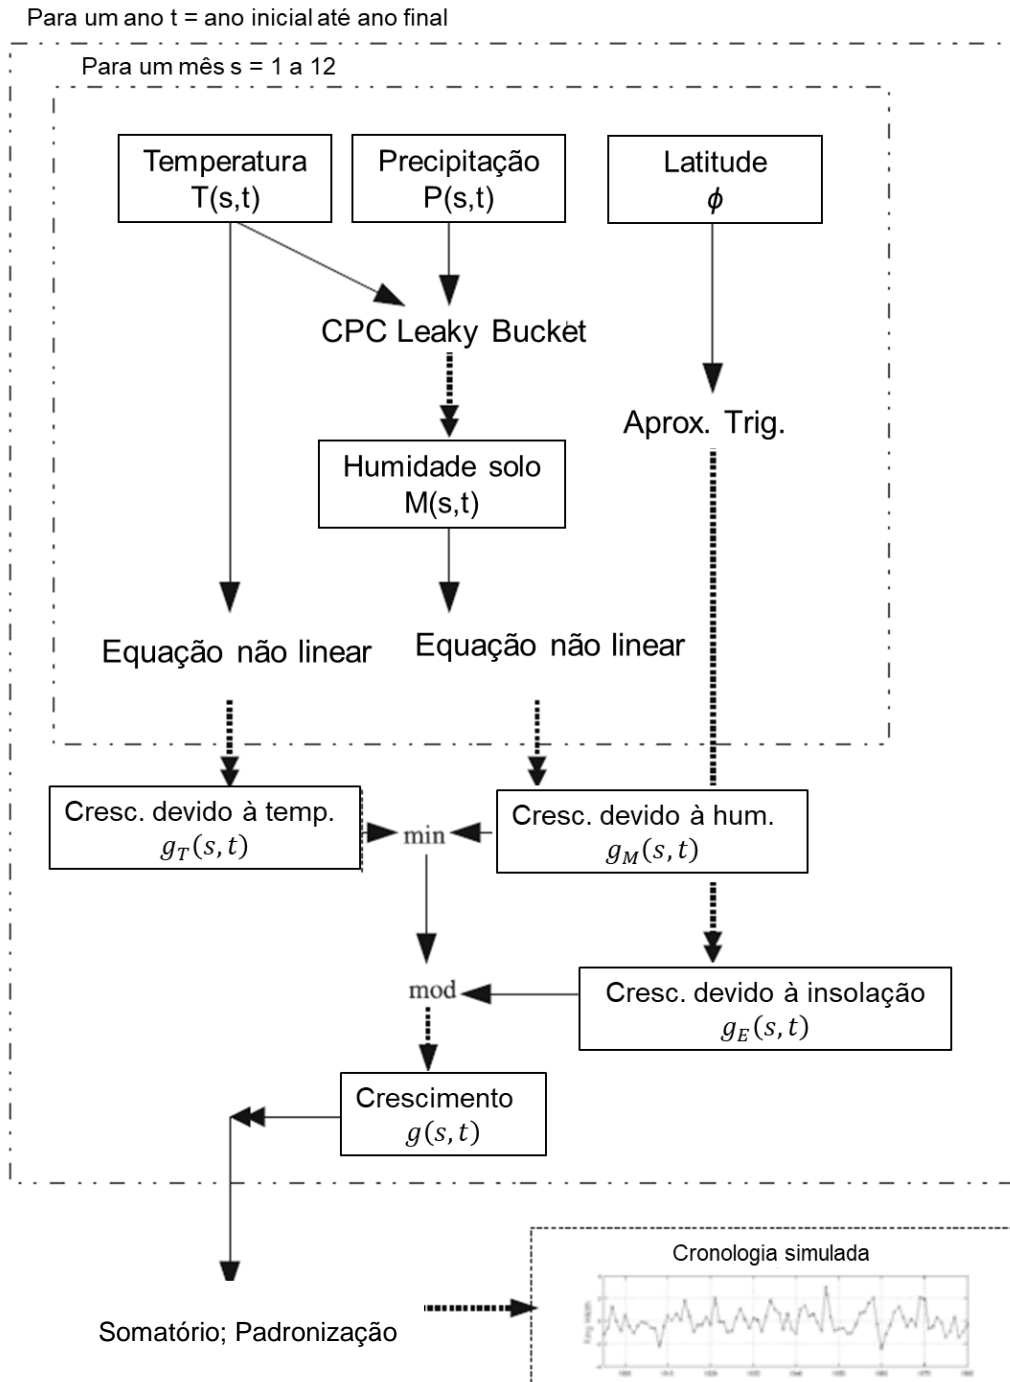 Para um ano t = ano inicial até ano final
Para um mês s = 1 a 12
Temperatura
T(s,t)
Precipitação
P(s,t)
Latitude
ϕ
CPC Leaky Bucket
Aprox. Trig.
Humidade solo
M(s,t)
Equação não linear
Equação não linear
Cresc. devido à temp.
g_T(s, t)
min
Cresc. devido à hum.
g_M(s, t)
mod
Cresc. devido à insolação
g_E(s, t)
Crescimento
g(s, t)
Somatório; Padronização
Cronologia simulada